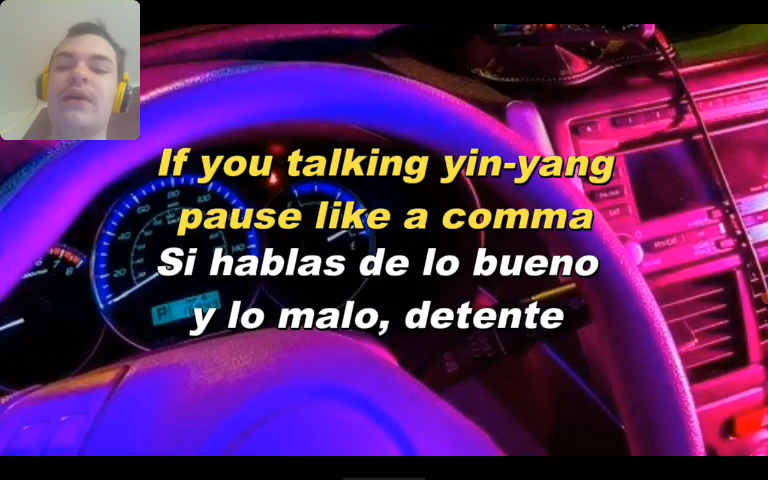 If you talking yin-yang
pause like a comma
Si hablas de lo bueno
y lo malo, detente